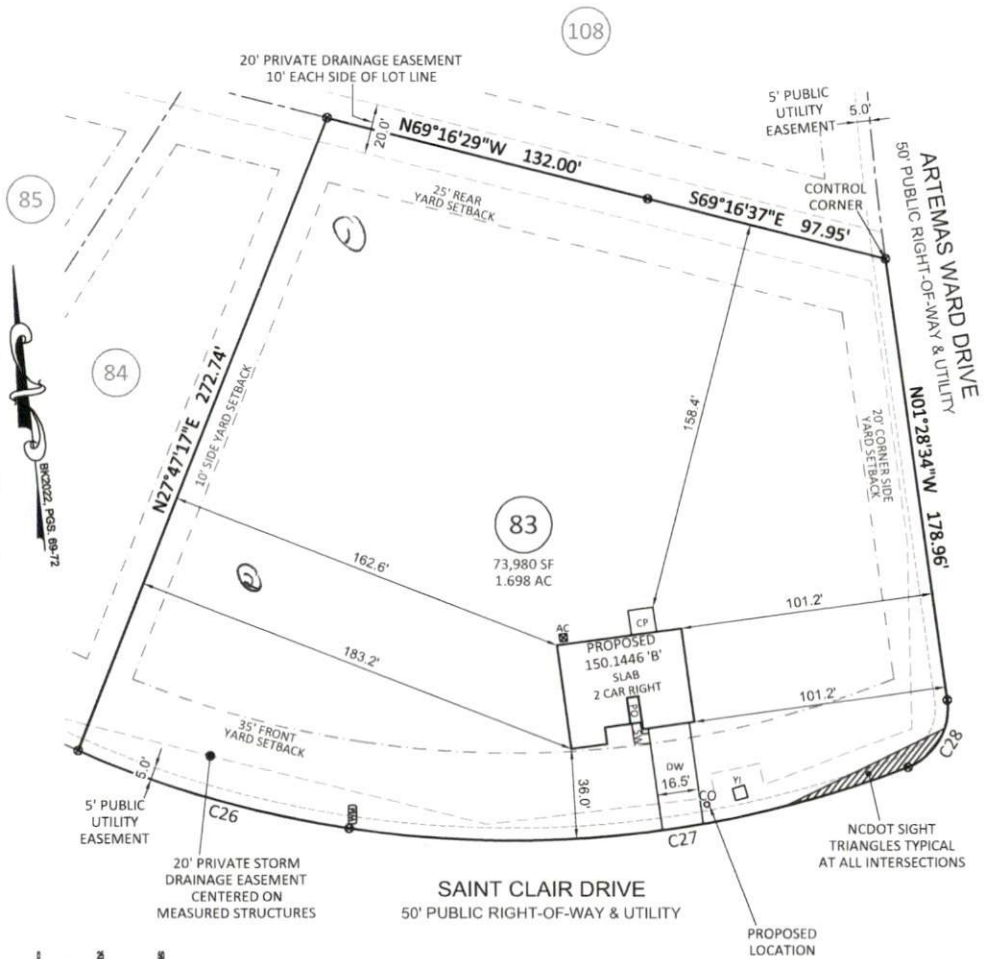 108
20' PRIVATE DRAINAGE EASEMENT
10' EACH SIDE OF LOT LINE
20.0'
N69°16'29"W 132.00'
5' PUBLIC
UTILITY
EASEMENT
5.0'
ARTEMAS WARD DRIVE
50' PUBLIC RIGHT-OF-WAY & UTILITY
85
25' REAR
YARD SETBACK
S69°16'37"E 97.95'
CONTROL
CORNER
84
N27°47'17"E 272.74'
10' SIDE YARD SETBACK
158.4'
20' CORNER SIDE
YARD SETBACK
N01°28'34"W 178.96'
BK2022, PGS. 69-72
83
73,980 SF
1.698 AC
162.6'
183.2'
AC
CP
101.2'
PROPOSED
150.1446 'B'
SLAB
2 CAR RIGHT
PO
SW
101.2'
35' FRONT
YARD SETBACK
5.0'
36.0'
DW
16.5'
CO
YI
C28
5' PUBLIC
UTILITY
EASEMENT
C26
C27
NCDOT SIGHT
TRIANGLES TYPICAL
AT ALL INTERSECTIONS
20' PRIVATE STORM
DRAINAGE EASEMENT
CENTERED ON
MEASURED STRUCTURES
SAINT CLAIR DRIVE
50' PUBLIC RIGHT-OF-WAY & UTILITY
PROPOSED
LOCATION